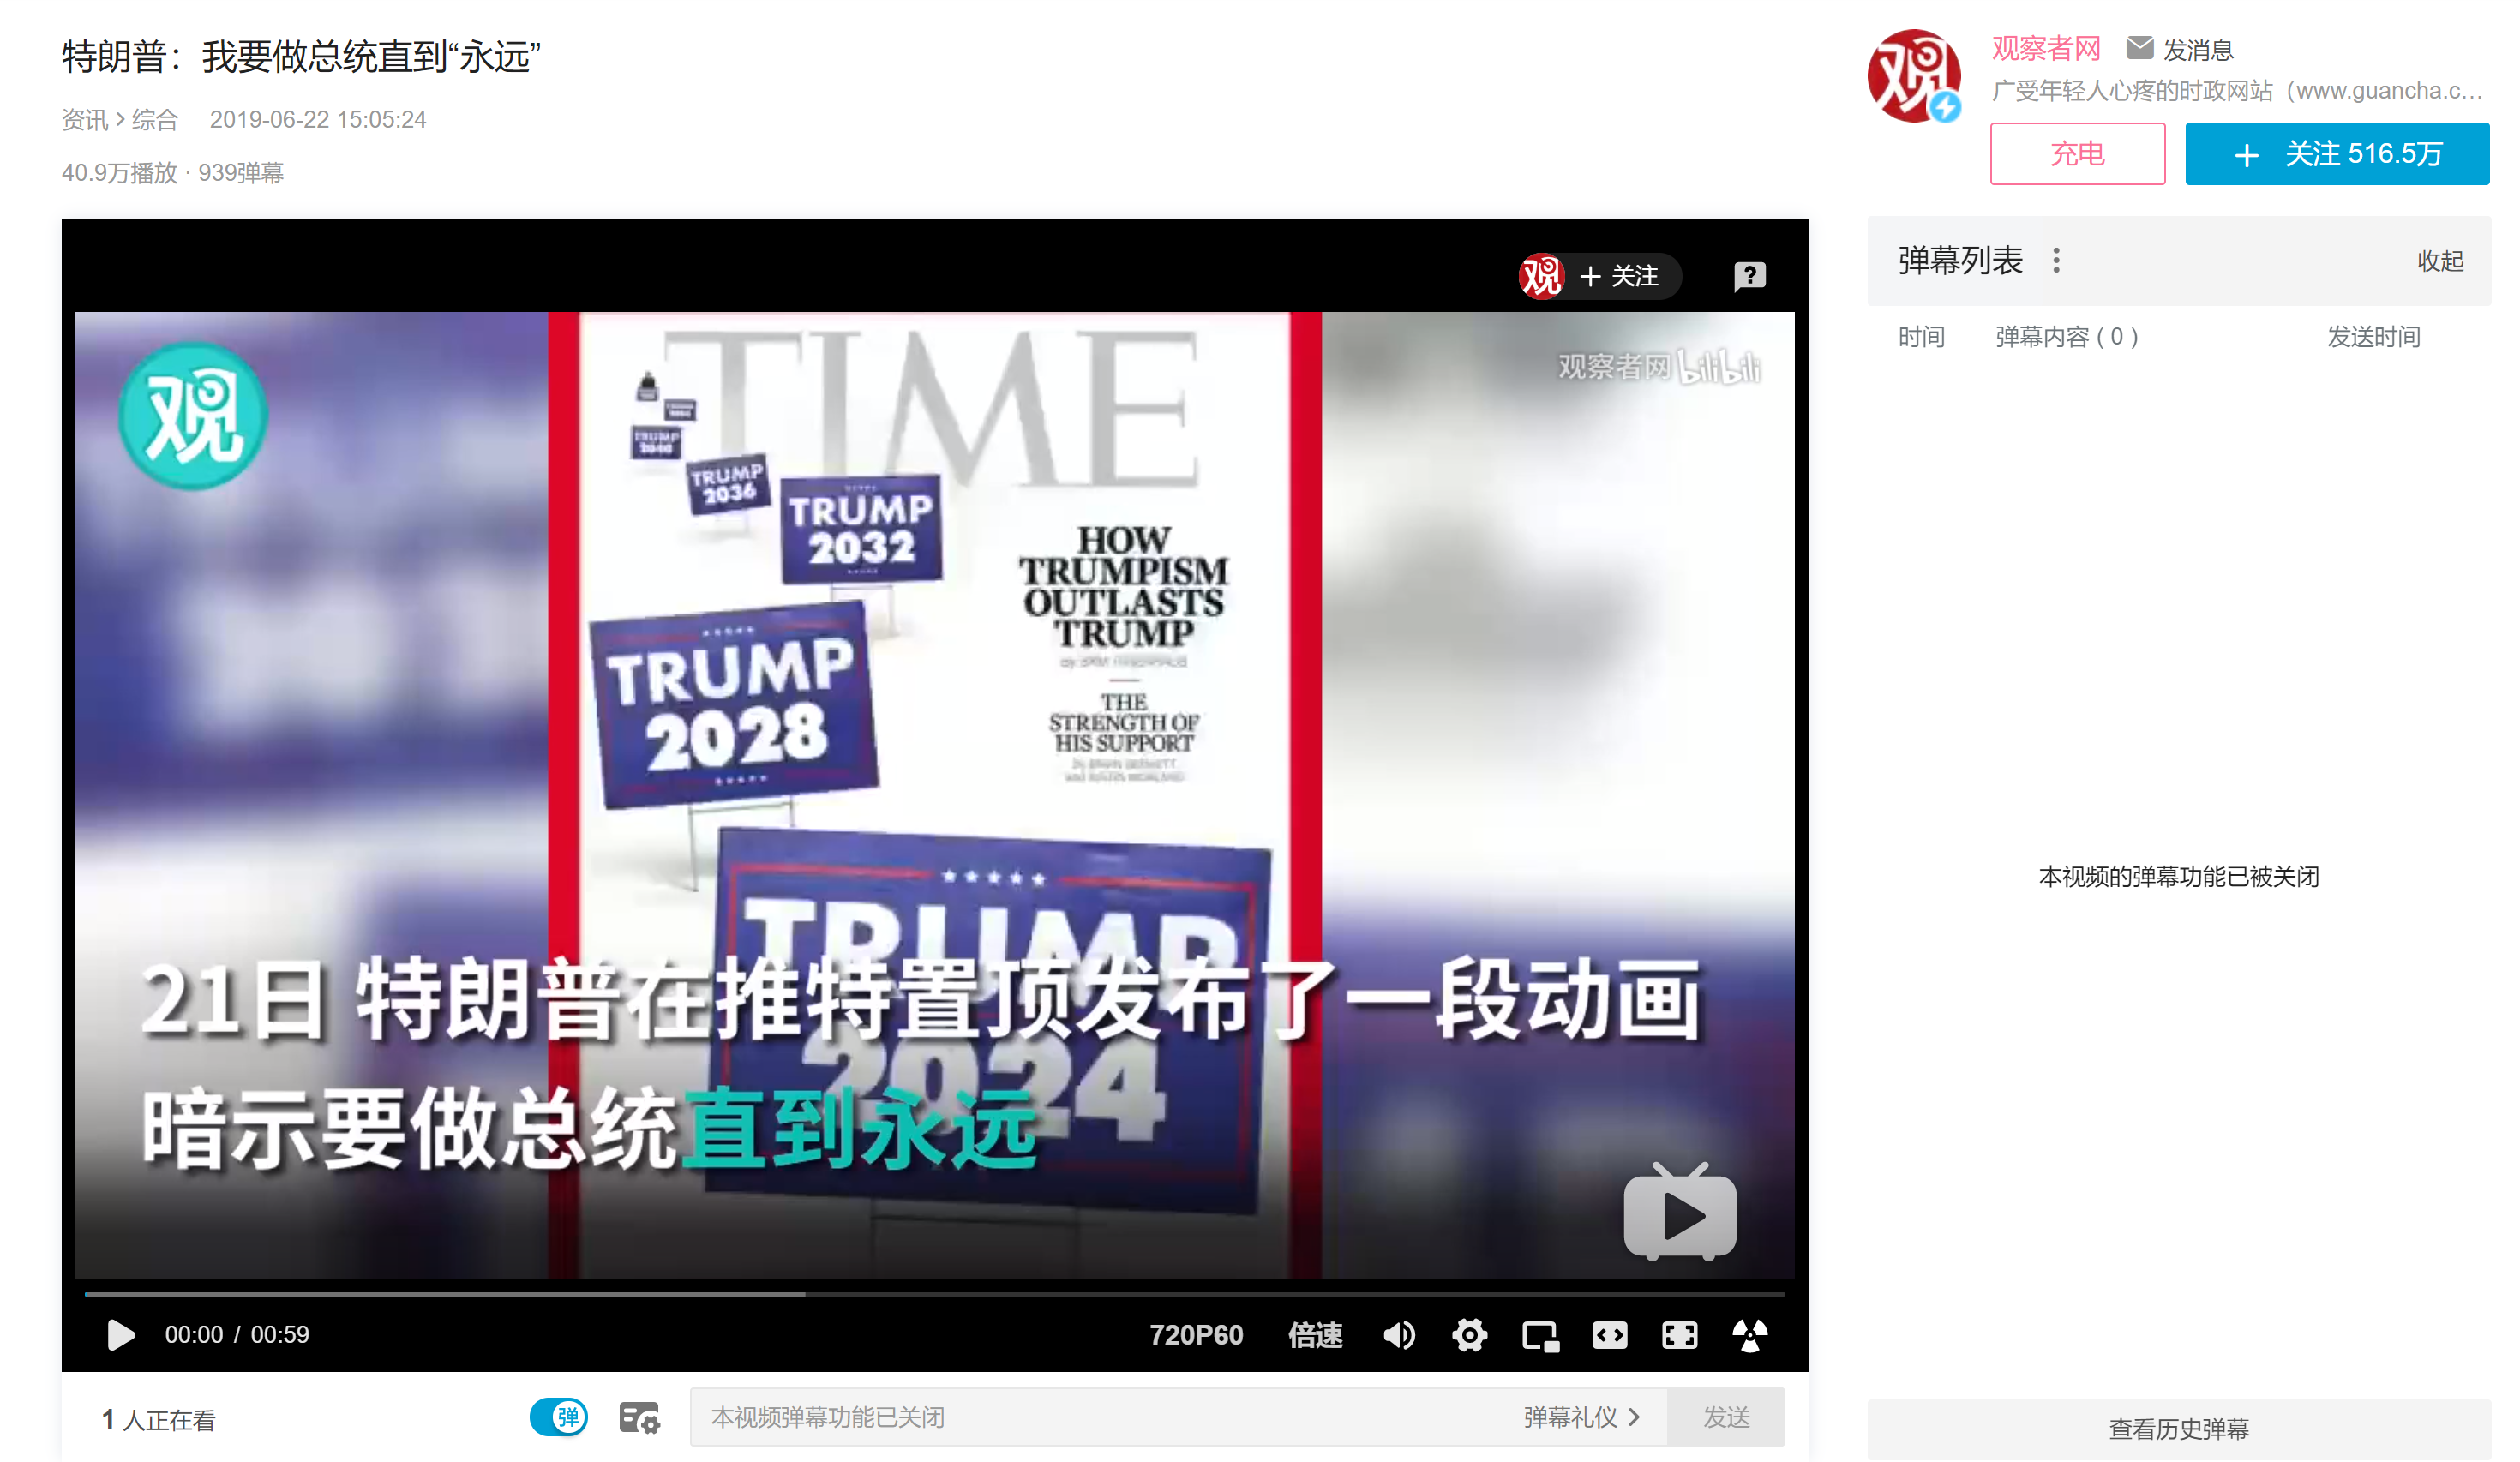 特朗普：我要做总统直到“永远”
资讯 > 综合 2019-06-22 15:05:24
40.9万播放 · 939弹幕
观 + 关注
?
观
TIME
观察者网 bilibili
TRUMP
2036
TRUMP
2032
HOW
TRUMPISM
OUTLASTS
TRUMP
TRUMP
2028
THE
STRENGTH OF
HIS SUPPORT
TRUMP
2024
21日 特朗普在推特置顶发布了一段动画
暗示要做总统直到永远
00:00 / 00:59 720P60 倍速
1 人正在看 弹 本视频弹幕功能已关闭 弹幕礼仪 > 发送
观 观察者网 发消息
广受年轻人心疼的时政网站（www.guancha.c...
充电 + 关注 516.5万
弹幕列表 收起
时间 弹幕内容 ( 0 ) 发送时间
本视频的弹幕功能已被关闭
查看历史弹幕